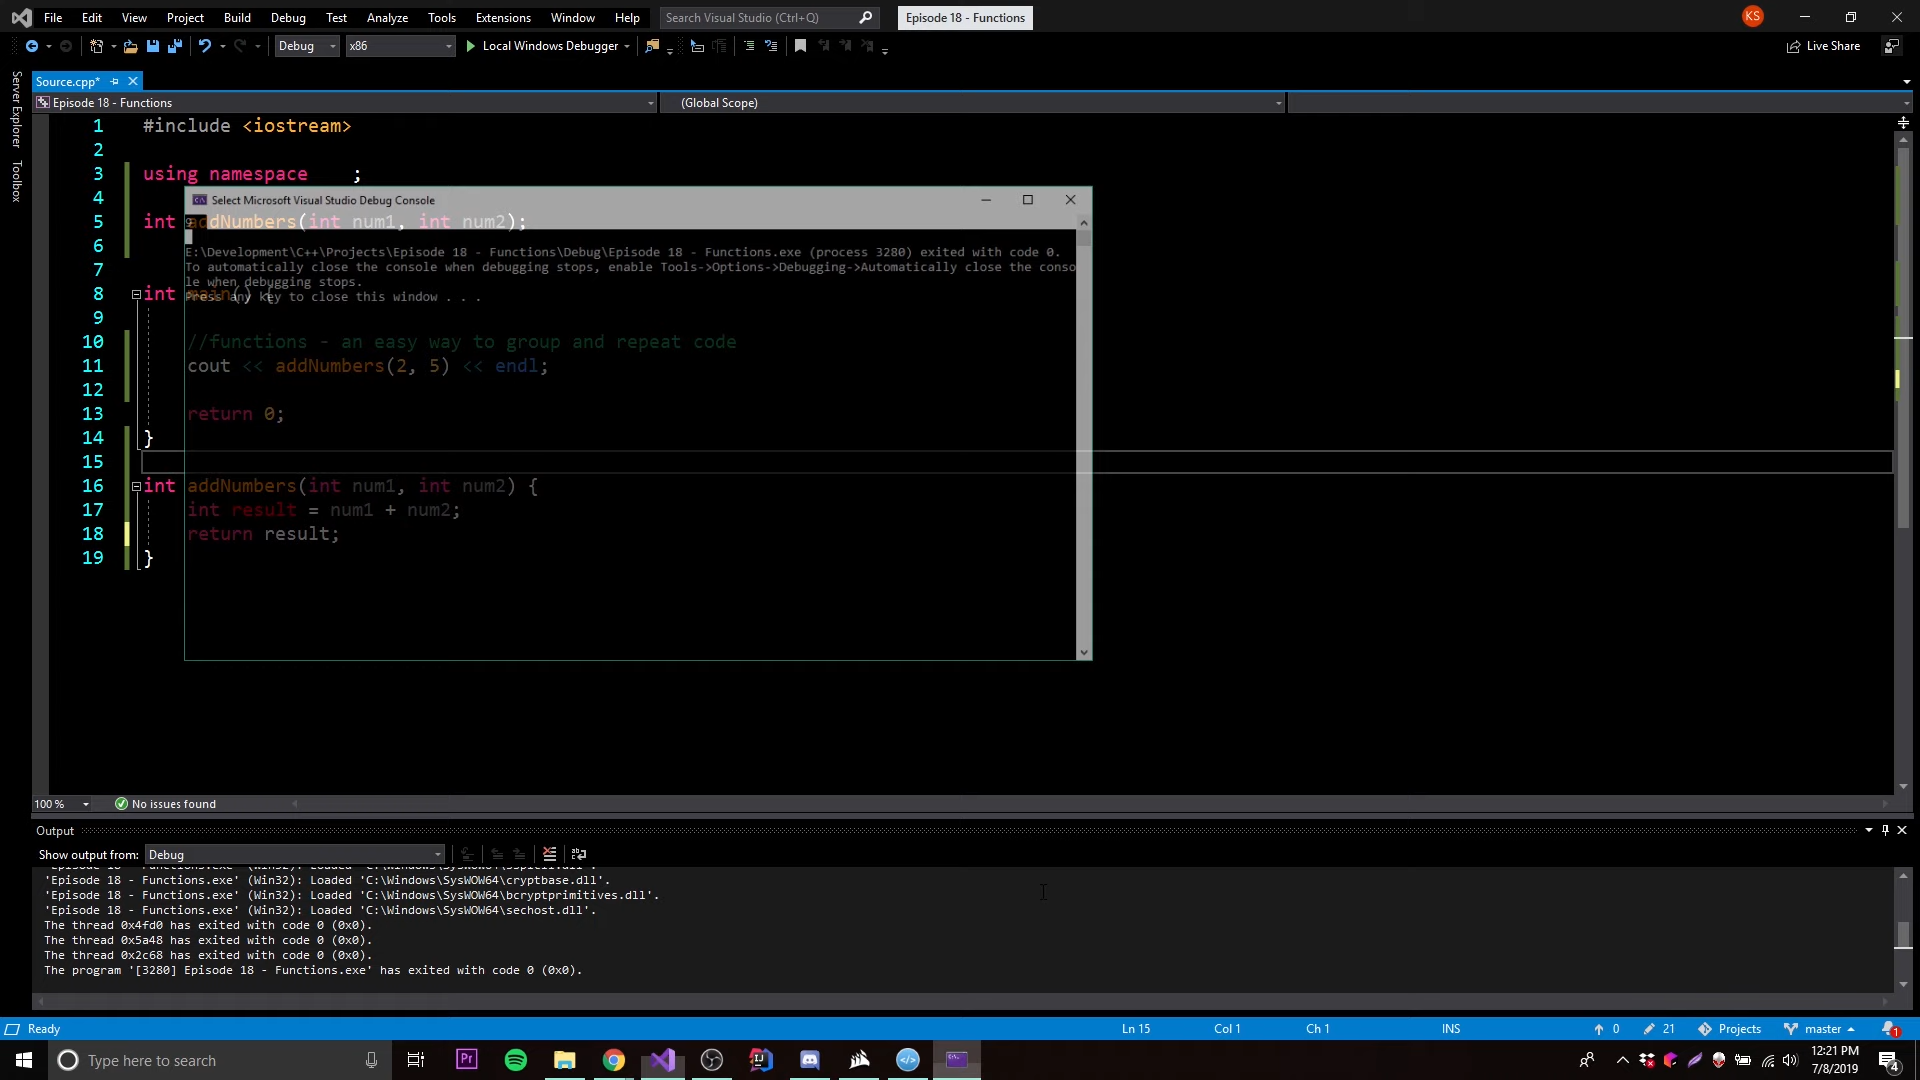 File Edit View Project Build Debug Test Analyze Tools Extensions Window Help Search Visual Studio (Ctrl+Q) Episode 18 - Functions KS
Debug x86 Local Windows Debugger Live Share
Server Explorer
Toolbox
Source.cpp*
Episode 18 - Functions (Global Scope)
1 #include <iostream>
2
3 using namespace ;
4
5 int addNumbers(int num1, int num2);
6
7
8 int main() {
9
10 //functions - an easy way to group and repeat code
11 cout << addNumbers(2, 5) << endl;
12
13 return 0;
14 }
15
16 int addNumbers(int num1, int num2) {
17 int result = num1 + num2;
18 return result;
19 }
Select Microsoft Visual Studio Debug Console
E:\Development\C++\Projects\Episode 18 - Functions\Debug\Episode 18 - Functions.exe (process 3280) exited with code 0.
To automatically close the console when debugging stops, enable Tools->Options->Debugging->Automatically close the conso
le when debugging stops.
Press any key to close this window . . .
100 % No issues found
Output
Show output from: Debug
'Episode 18 - Functions.exe' (Win32): Loaded 'C:\Windows\SysWOW64\cryptbase.dll'.
'Episode 18 - Functions.exe' (Win32): Loaded 'C:\Windows\SysWOW64\bcryptprimitives.dll'.
'Episode 18 - Functions.exe' (Win32): Loaded 'C:\Windows\SysWOW64\sechost.dll'.
The thread 0x4fd0 has exited with code 0 (0x0).
The thread 0x5a48 has exited with code 0 (0x0).
The thread 0x2c68 has exited with code 0 (0x0).
The program '[3280] Episode 18 - Functions.exe' has exited with code 0 (0x0).
Ready Ln 15 Col 1 Ch 1 INS 0 21 Projects master 1
Type here to search Pr 12:21 PM
7/8/2019 4